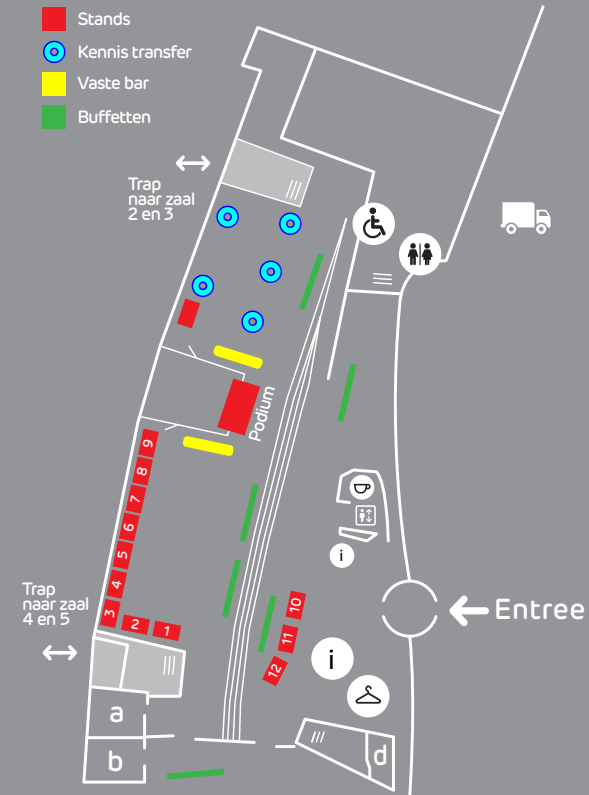 Stands
Kennis transfer
Vaste bar
Buffetten
Trap
naar zaal
2 en 3
Podium
9
8
7
6
5
4
3
2
1
Trap
naar zaal
4 en 5
i
10
11
12
i
Entree
a
b
d